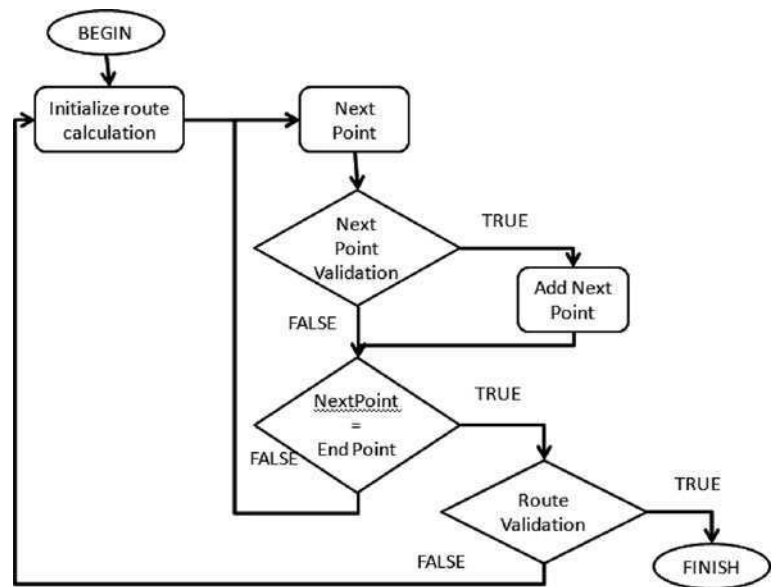 BEGIN
Initialize route
calculation
Next
Point
Next
Point
Validation
TRUE
Add Next
Point
FALSE
NextPoint
=
End Point
TRUE
FALSE
Route
Validation
TRUE
FALSE
FINISH